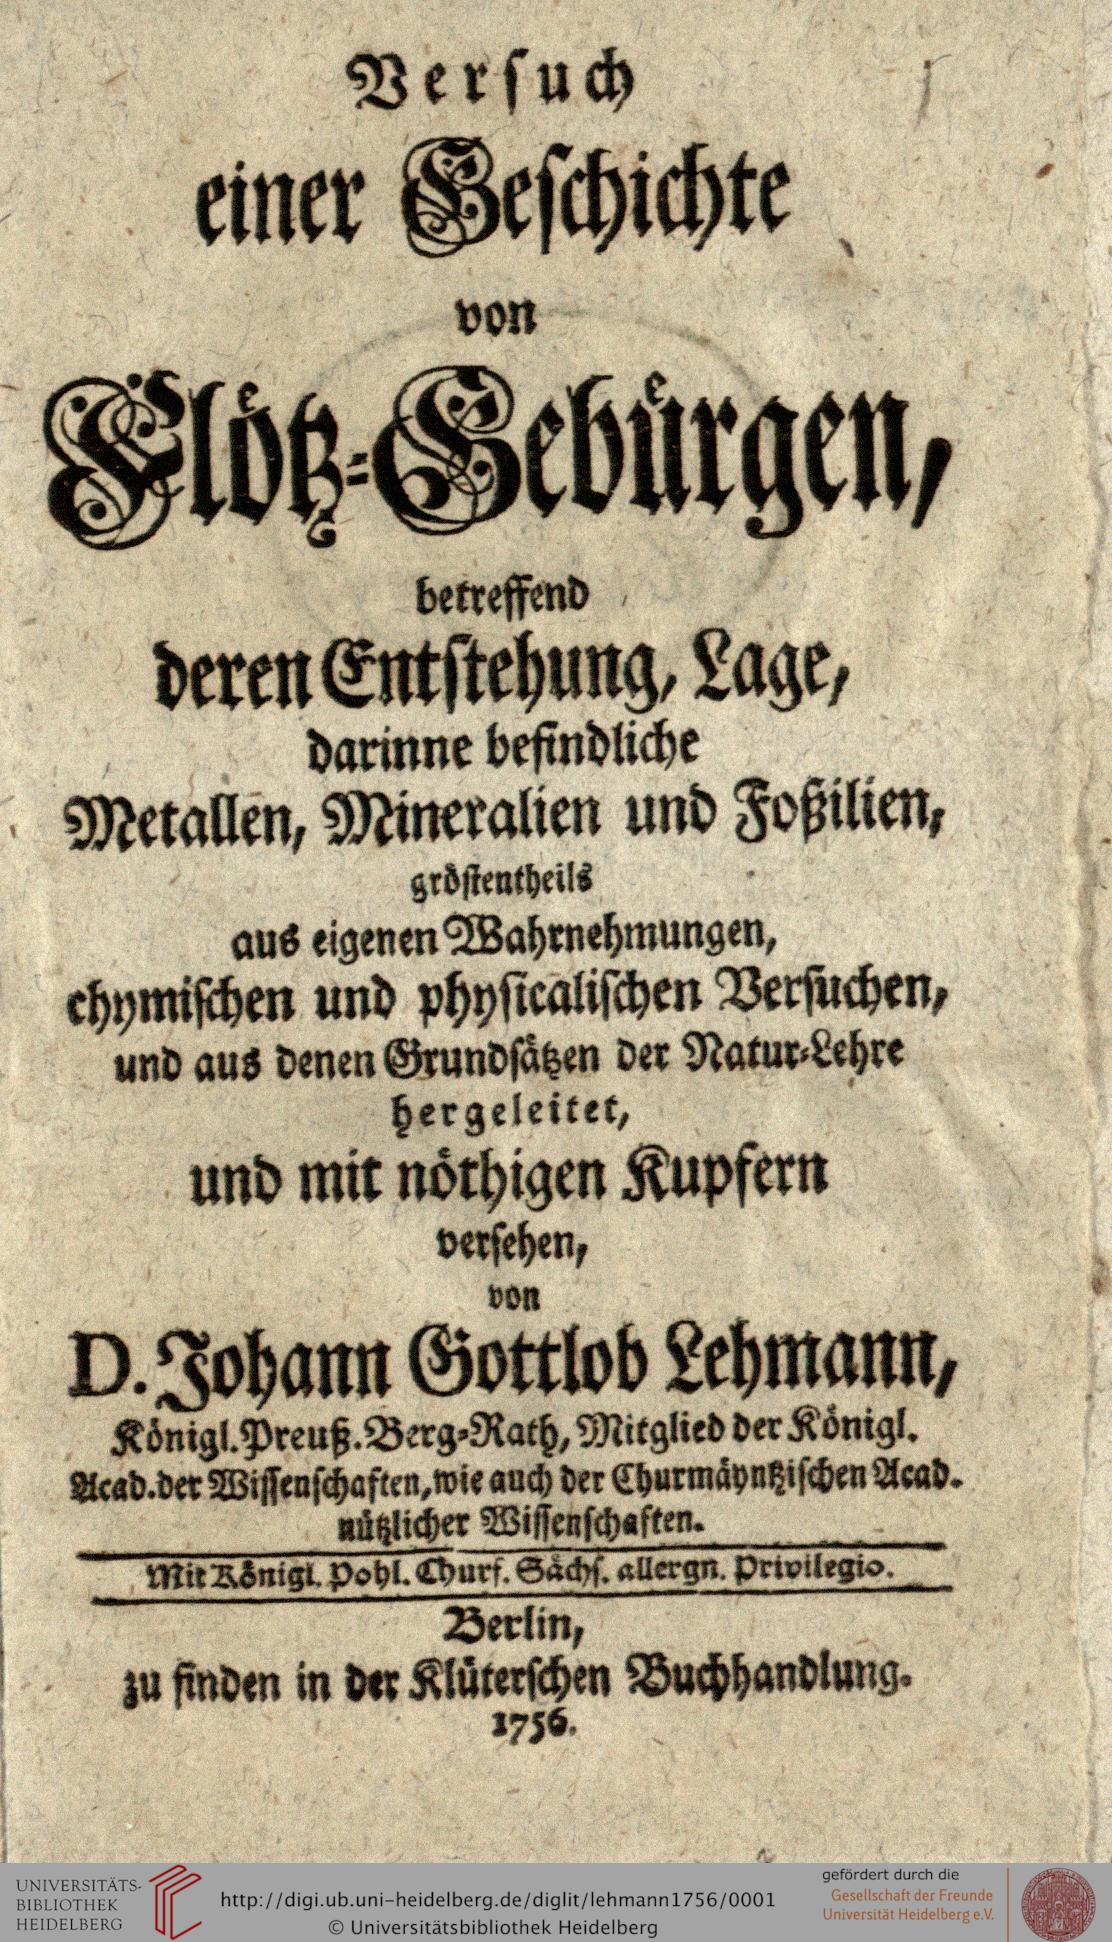 Versuch
einer Geschichte
von
Flötz-Gebürgen,
betreffend
deren Entstehung, Lage,
darinne befindliche
Metallen, Mineralien und Foßilien,
gröstentheils
aus eigenen Wahrnehmungen,
chymischen und physicalischen Versuchen,
und aus denen Grundsätzen der Natur-Lehre
hergeleitet,
und mit nöthigen Kupfern
versehen,
von
D. Johann Gottlob Lehmann,
Königl. Preuß. Berg-Rath, Mitglied der Königl.
Acad. der Wissenschaften, wie auch der Churmäyntzischen Acad.
nützlicher Wissenschaften.
Mit Königl. Pohl. Churf. Sächs. allergn. Privilegio.
Berlin,
zu finden in der Klüterschen Buchhandlung.
1756.
UNIVERSITÄTS-
BIBLIOTHEK
HEIDELBERG
http://digi.ub.uni-heidelberg.de/diglit/lehmann1756/0001
© Universitätsbibliothek Heidelberg
gefördert durch die
Gesellschaft der Freunde
Universität Heidelberg e.V.